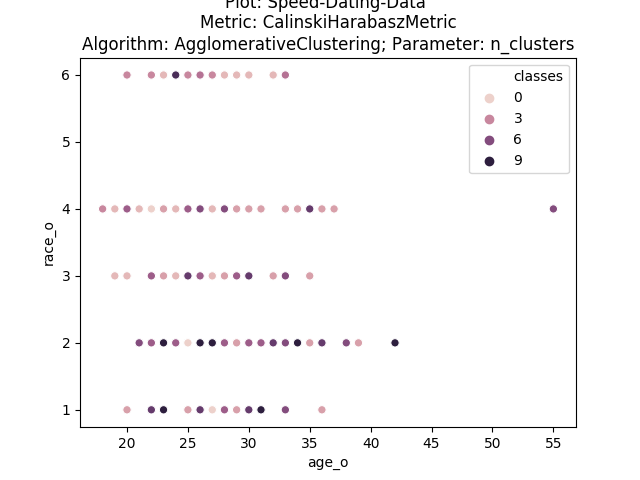 Plot: Speed-Dating-Data
Metric: CalinskiHarabaszMetric
Algorithm: AgglomerativeClustering; Parameter: n_clusters
classes
0
3
6
9
6
5
4
3
2
1
race_o
20 25 30 35 40 45 50 55
age_o